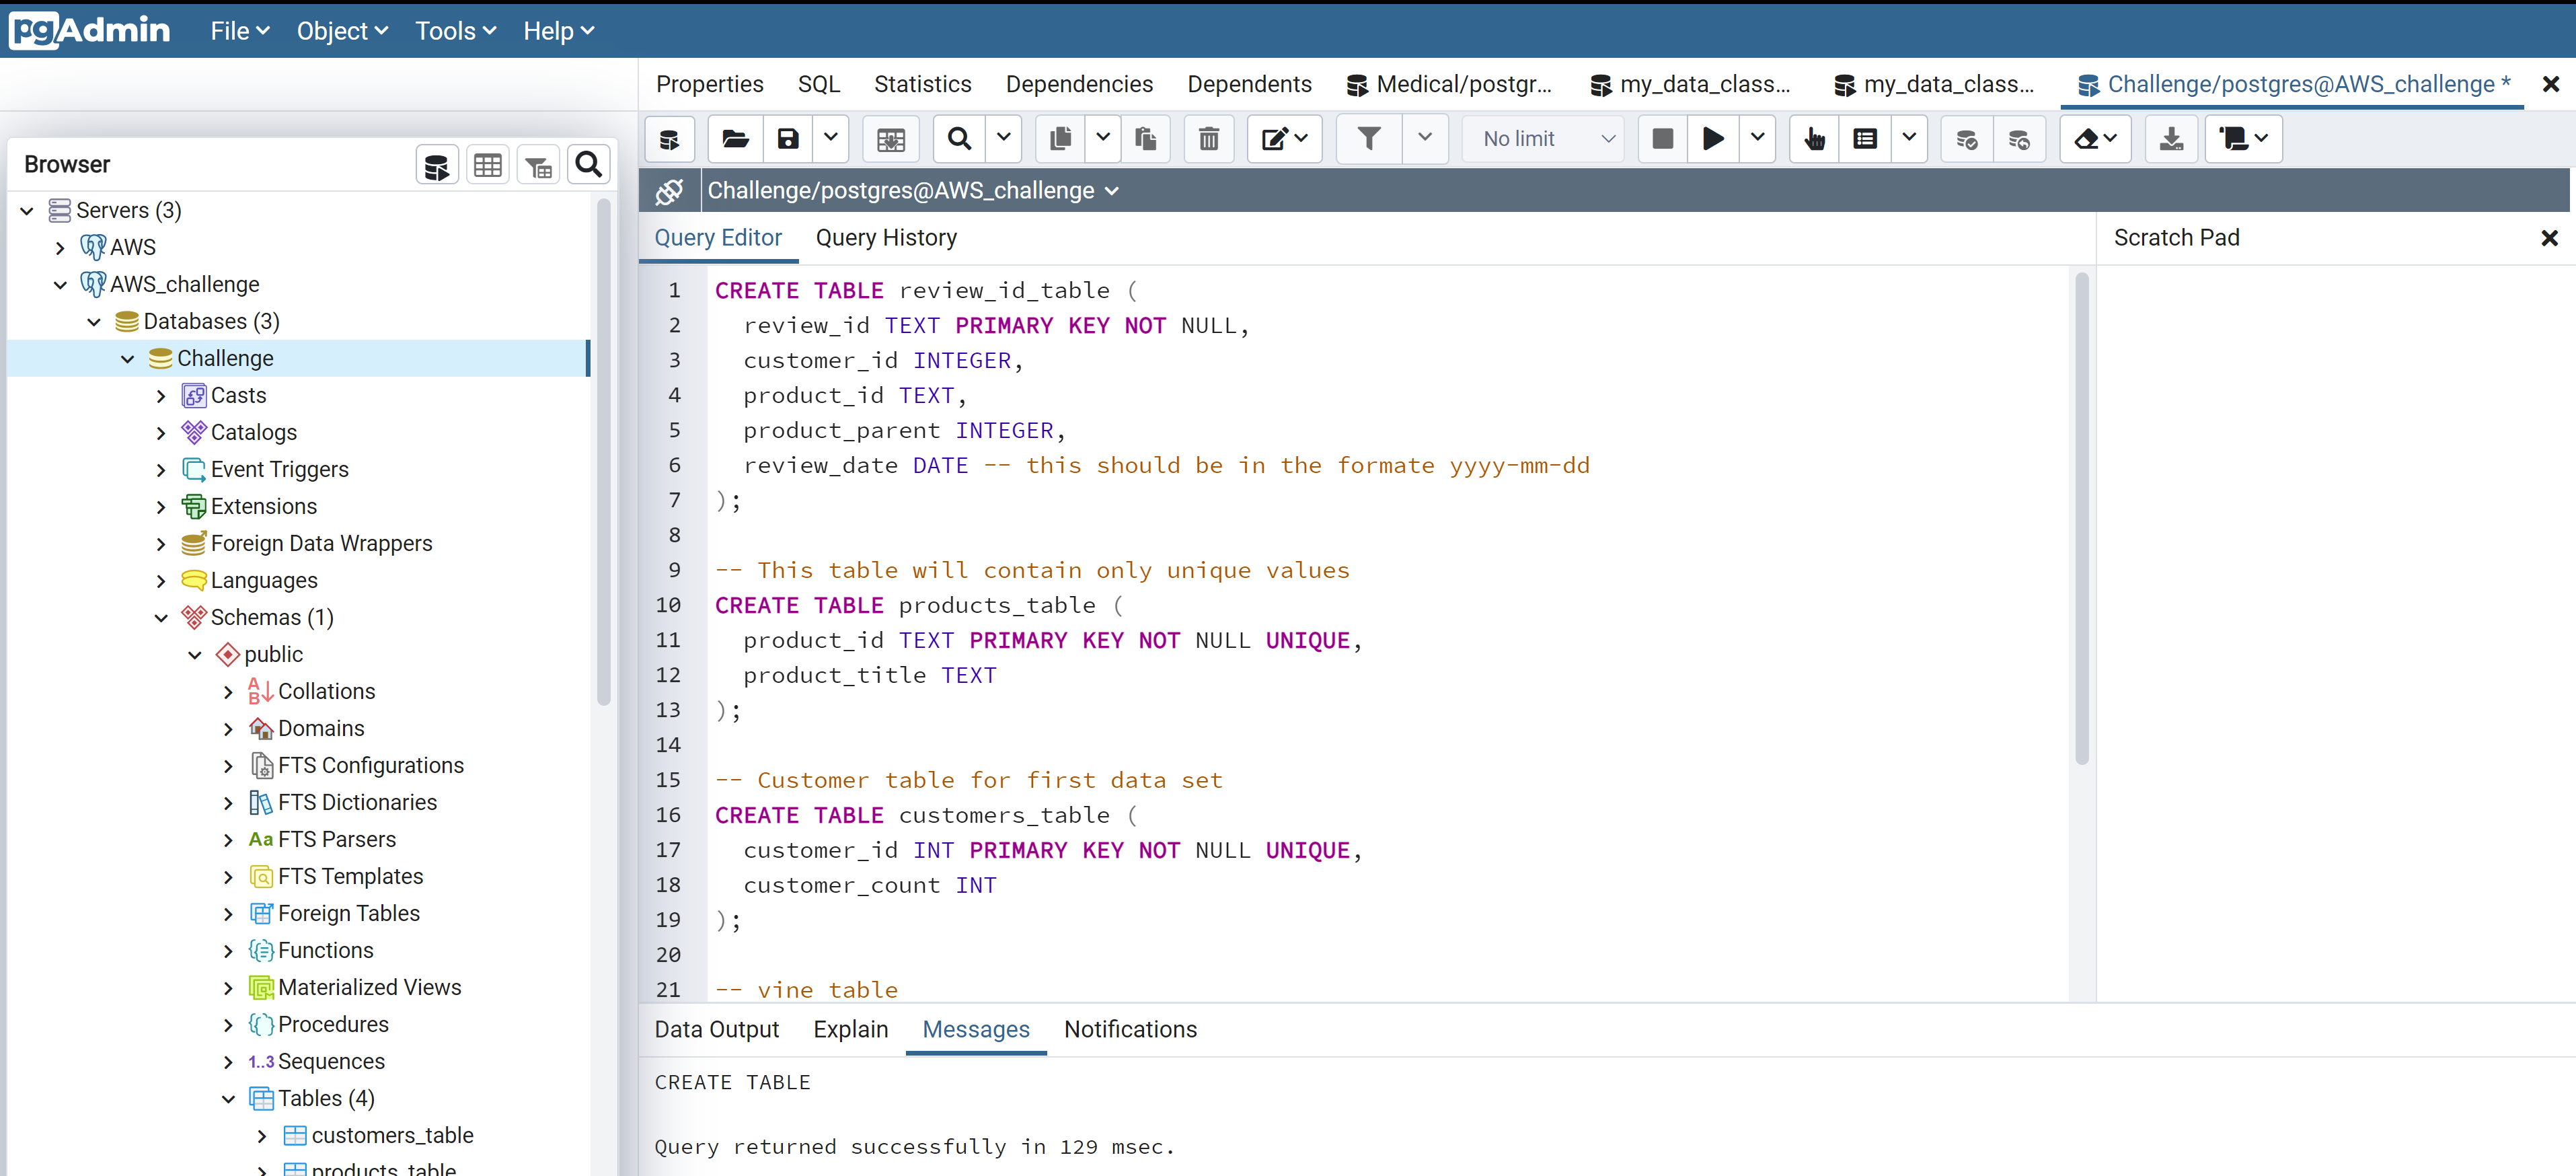 pgAdmin File Object Tools Help
Properties SQL Statistics Dependencies Dependents Medical/postgr... my_data_class... my_data_class... Challenge/postgres@AWS_challenge *
No limit
Browser
Servers (3)
AWS
AWS_challenge
Databases (3)
Challenge
Casts
Catalogs
Event Triggers
Extensions
Foreign Data Wrappers
Languages
Schemas (1)
public
Collations
Domains
FTS Configurations
FTS Dictionaries
Aa FTS Parsers
FTS Templates
Foreign Tables
Functions
Materialized Views
Procedures
1..3 Sequences
Tables (4)
customers_table
products_table
Challenge/postgres@AWS_challenge
Query Editor Query History
Scratch Pad
1 CREATE TABLE review_id_table (
2 review_id TEXT PRIMARY KEY NOT NULL,
3 customer_id INTEGER,
4 product_id TEXT,
5 product_parent INTEGER,
6 review_date DATE -- this should be in the formate yyyy-mm-dd
7 );
8
9 -- This table will contain only unique values
10 CREATE TABLE products_table (
11 product_id TEXT PRIMARY KEY NOT NULL UNIQUE,
12 product_title TEXT
13 );
14
15 -- Customer table for first data set
16 CREATE TABLE customers_table (
17 customer_id INT PRIMARY KEY NOT NULL UNIQUE,
18 customer_count INT
19 );
20
21 -- vine table
Data Output Explain Messages Notifications
CREATE TABLE
Query returned successfully in 129 msec.